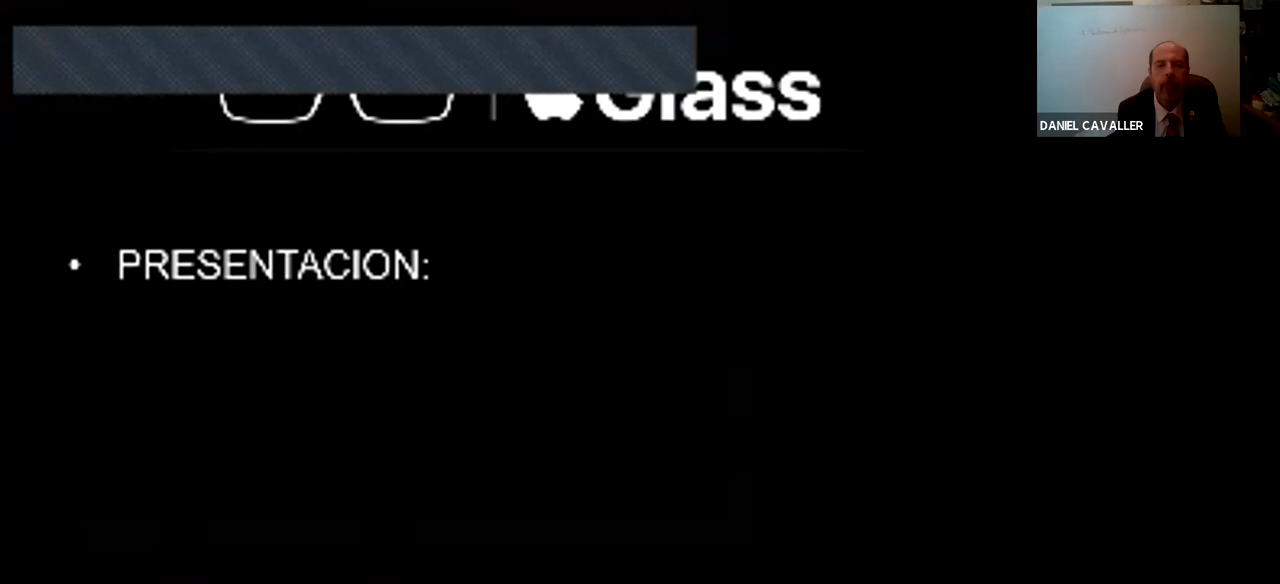 Glass
• PRESENTACION:
DANIEL CAVALLER